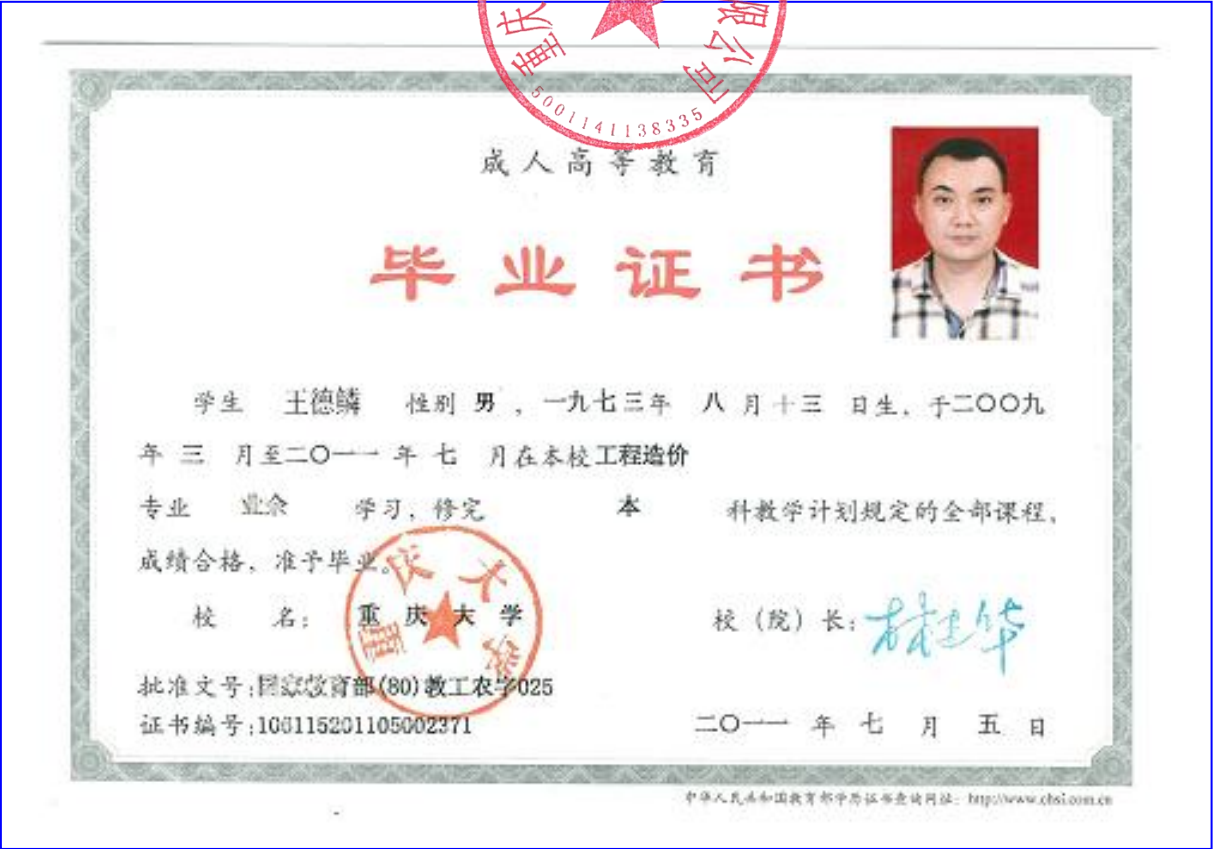 重庆
限公司
5001141138335
成人高等教育
毕业证书
学生 王德鳞 性别 男，一九七三年 八 月十三 日生，于二〇〇九
年 三 月至二〇一一 年 七 月在本校工程造价
专业 业余 学习，修完 本 科教学计划规定的全部课程，
成绩合格，准予毕业。
重庆大学
校 名：重庆大学
校（院）长：林建华
批准文号：国家教育部(80)教工农字025
证书编号：106115201105002371
二〇一一 年 七 月 五 日
中华人民共和国教育部学历证书查询网址：http://www.chsi.com.cn